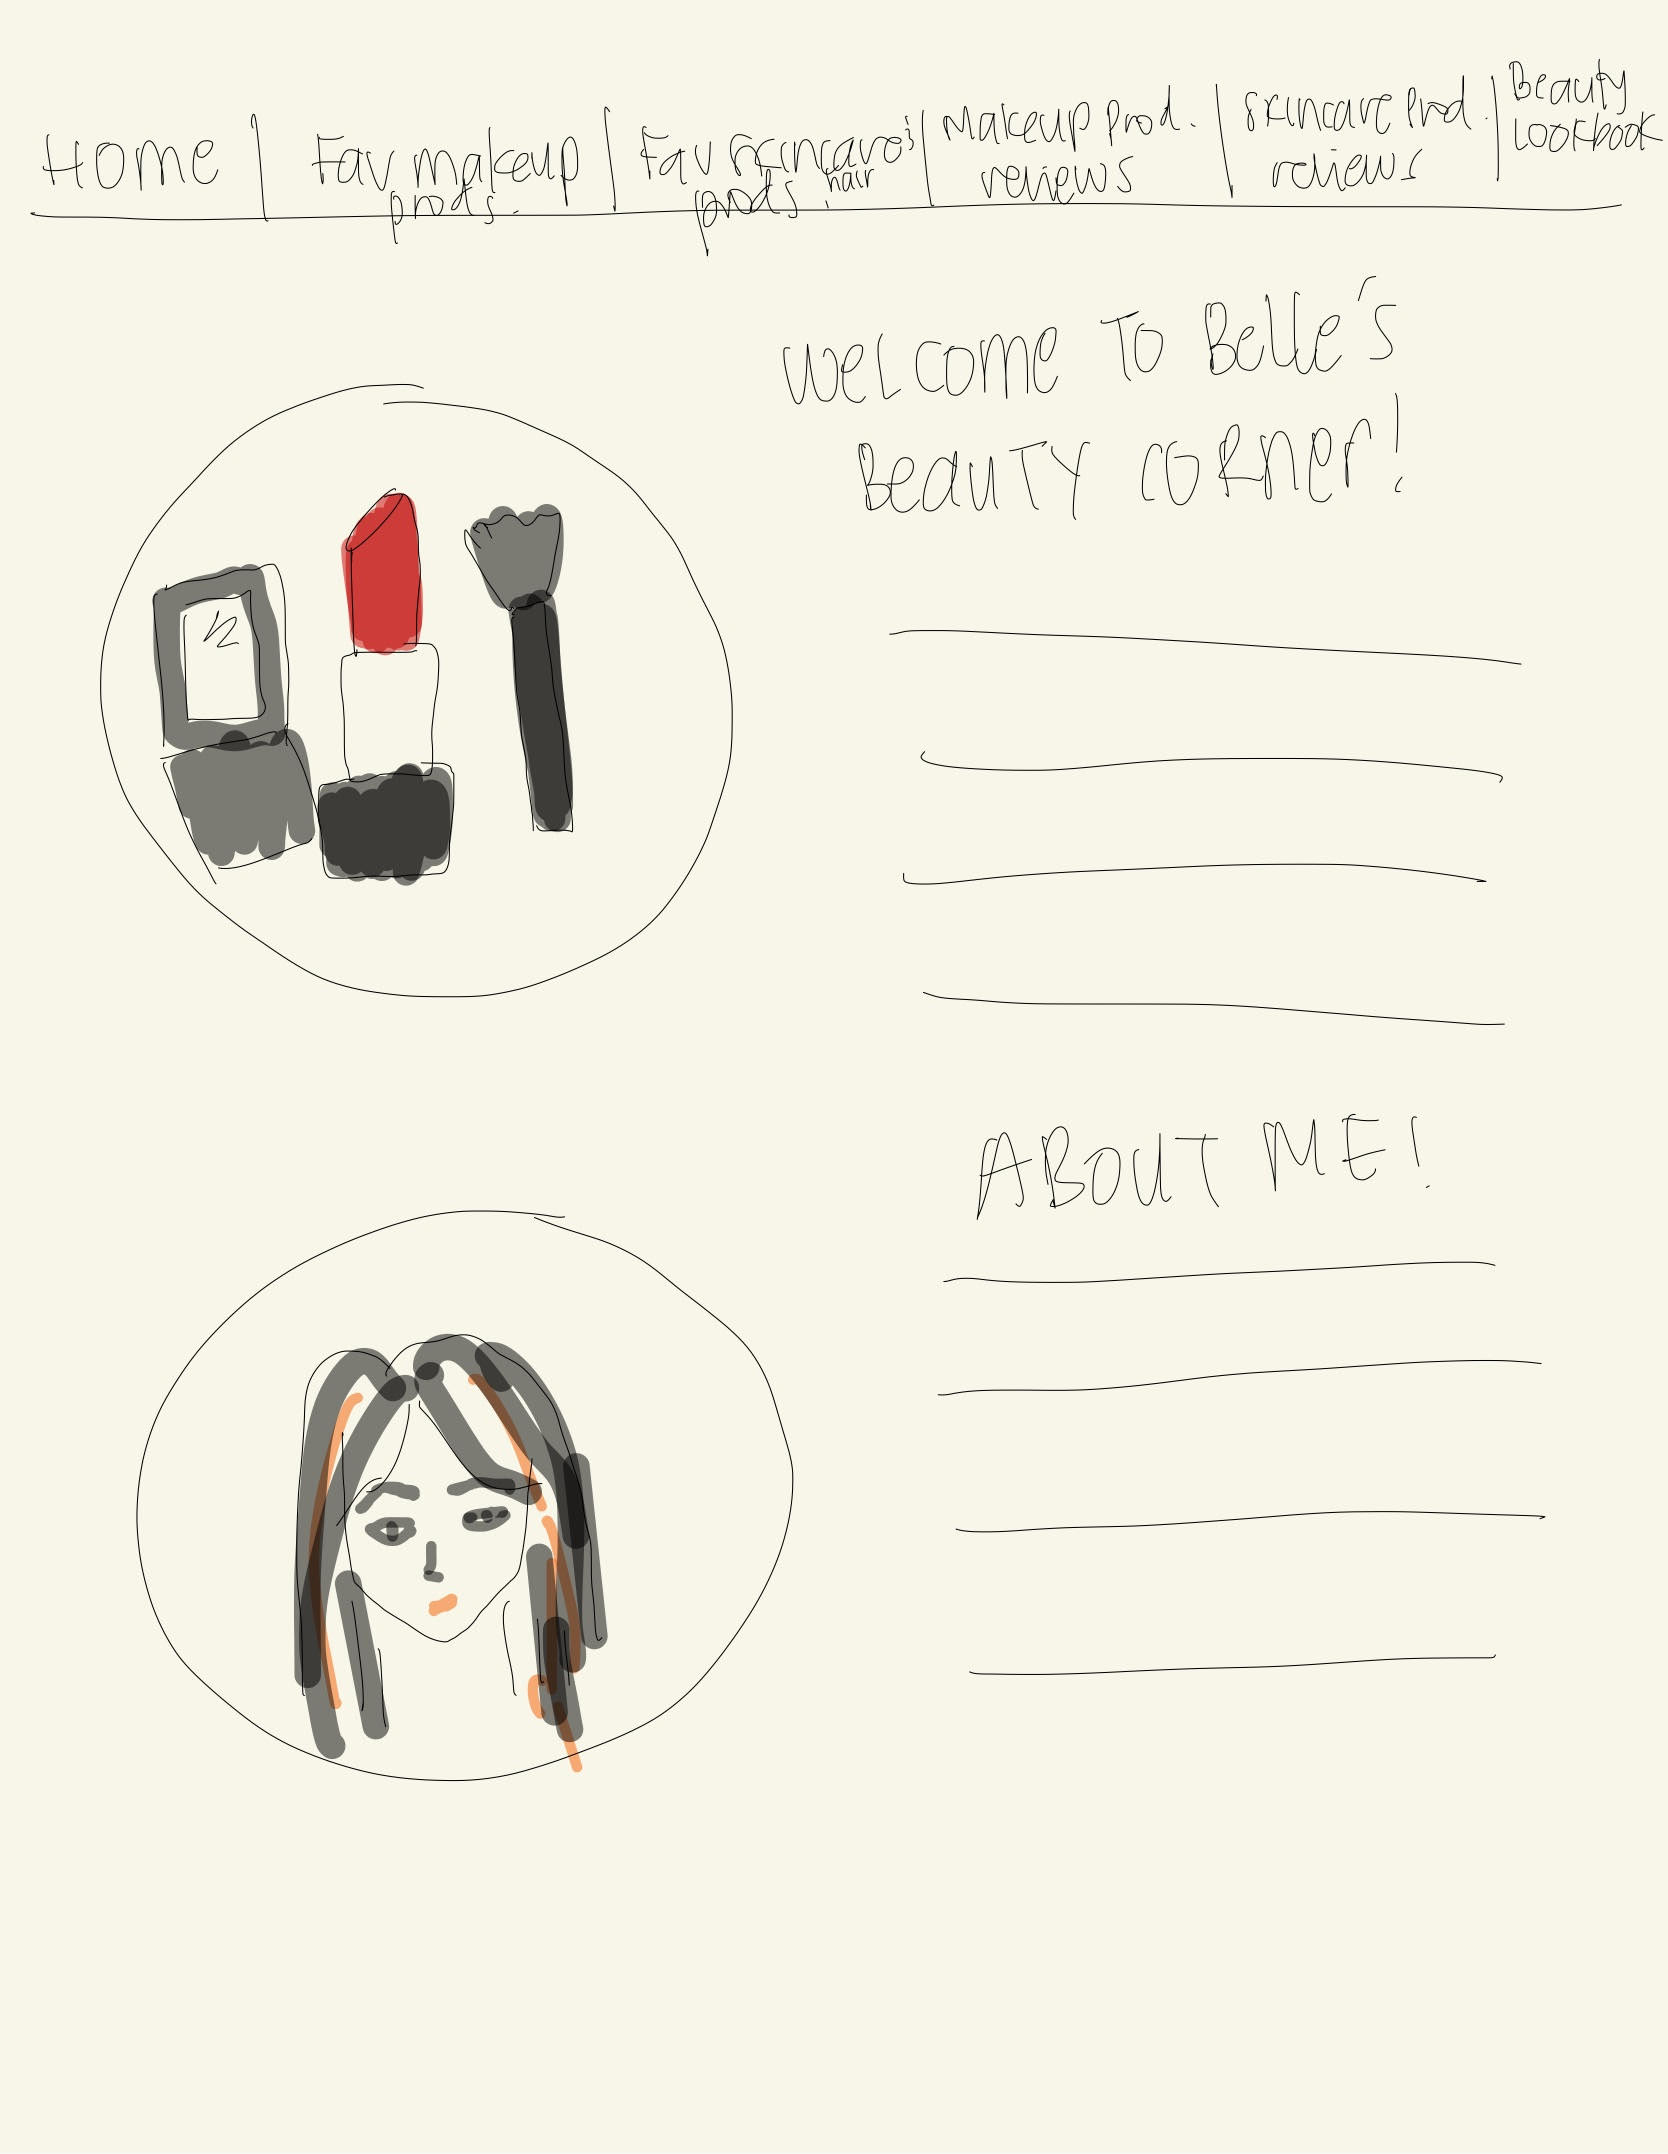 Home | Fav makeup prods. | Fav skincare prods. hair | Makeup Prod. reviews | Skincare Prod. reviews | Beauty Lookbook
Welcome to Belle's
Beauty Corner!
ABOUT ME!